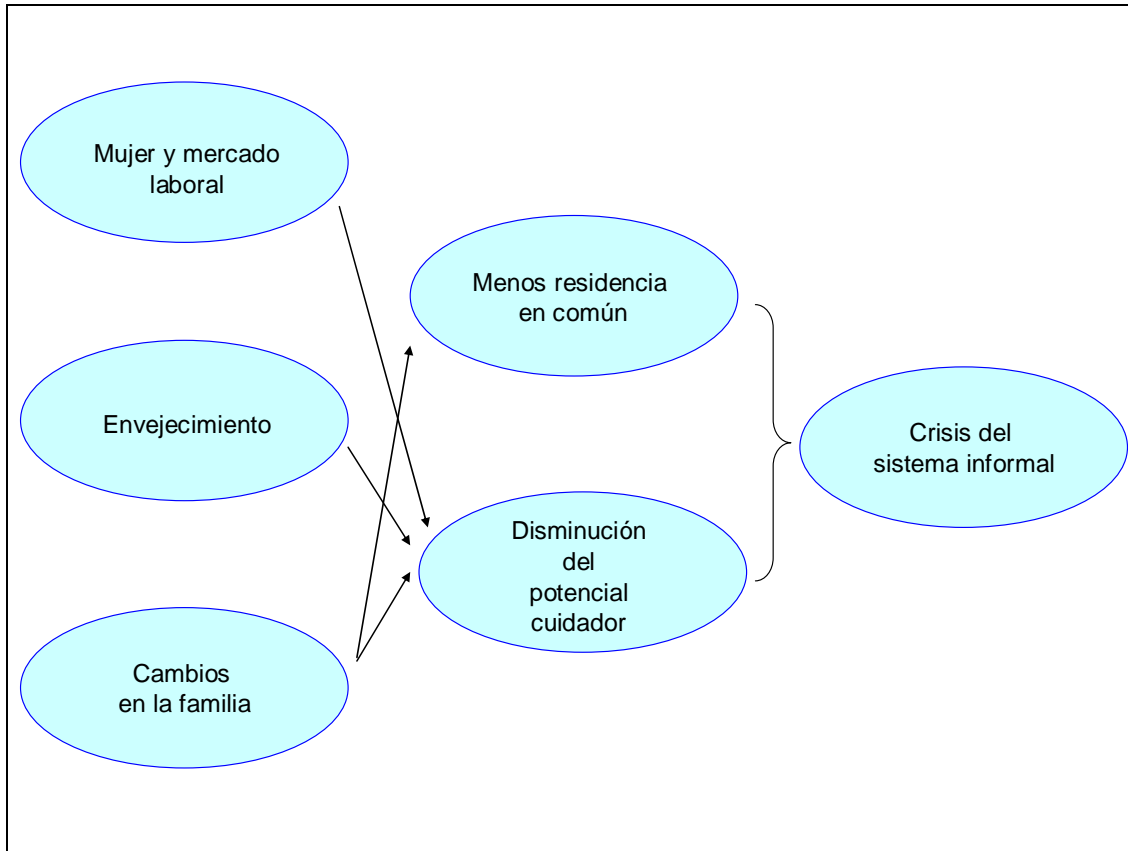 Mujer y mercado
laboral
Menos residencia
en común
Envejecimiento
Crisis del
sistema informal
Disminución
del
potencial
cuidador
Cambios
en la familia